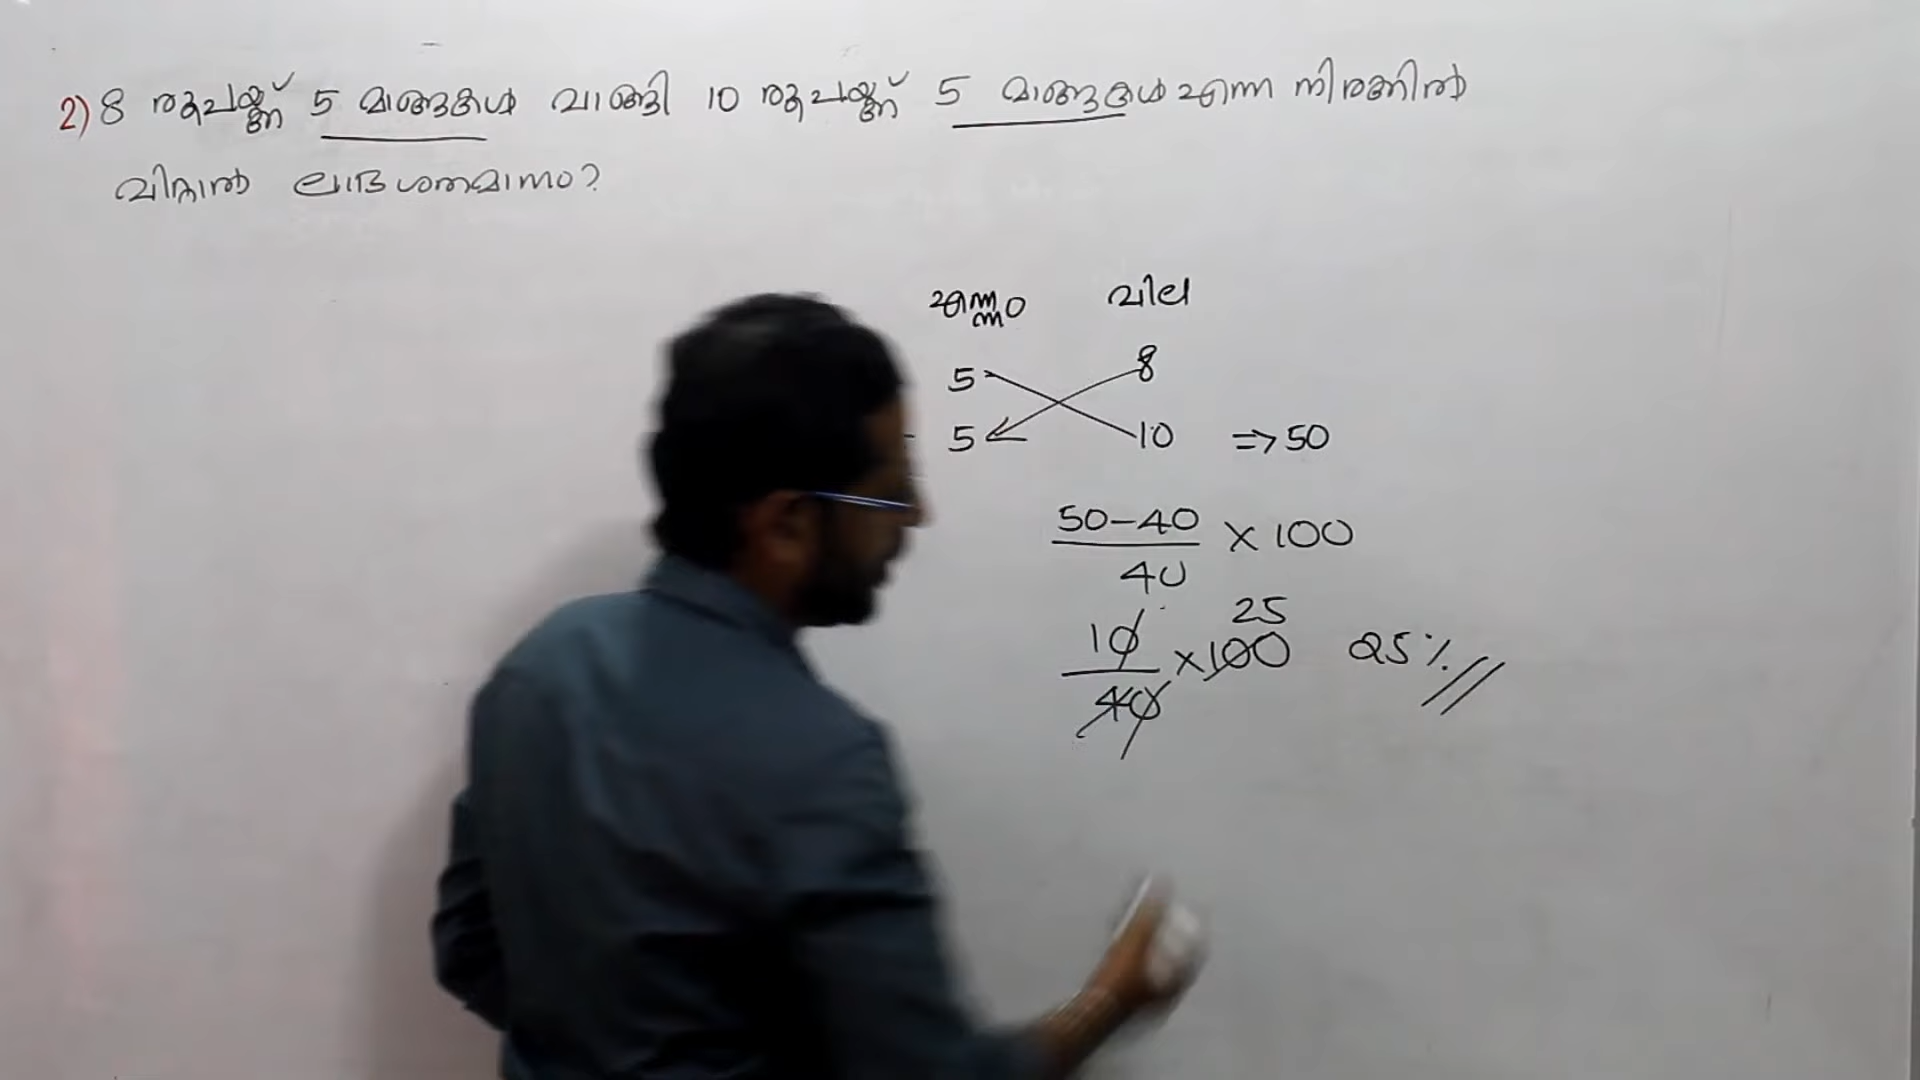 2) 8 രൂപയ്ക്ക് 5 മാങ്ങകൾ വാങ്ങി 10 രൂപയ്ക്ക് 5 മാങ്ങകൾ എന്ന നിരക്കിൽ
വിറ്റാൽ ലാഭശതമാനം?
എണ്ണം വില
5 8
5 10 => 50
50-40 × 100
40
25
10 ×100 25%
40